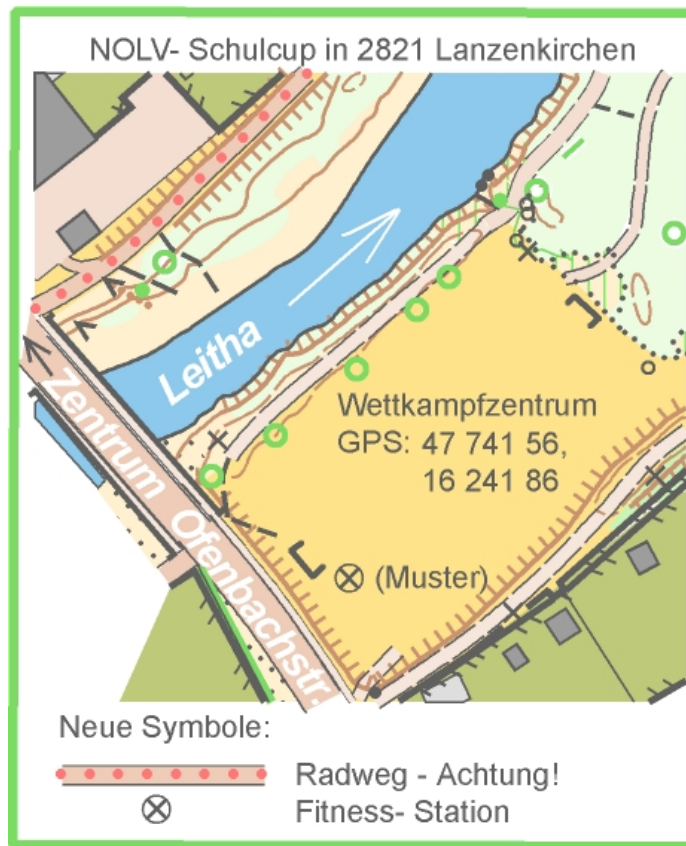 NOLV- Schulcup in 2821 Lanzenkirchen
Leitha
Zentrum Ofenbachstr.
Wettkampfzentrum
GPS: 47 741 56,
16 241 86
(Muster)
Neue Symbole:
Radweg - Achtung!
Fitness- Station